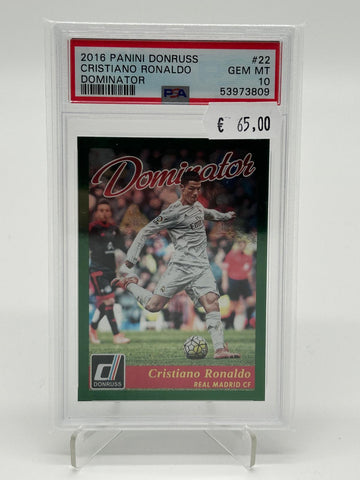 2016 PANINI DONRUSS #22
CRISTIANO RONALDO GEM MT
DOMINATOR 10
PSA 53973809
€ 65,00
Dominator
DONRUSS
Cristiano Ronaldo
REAL MADRID CF